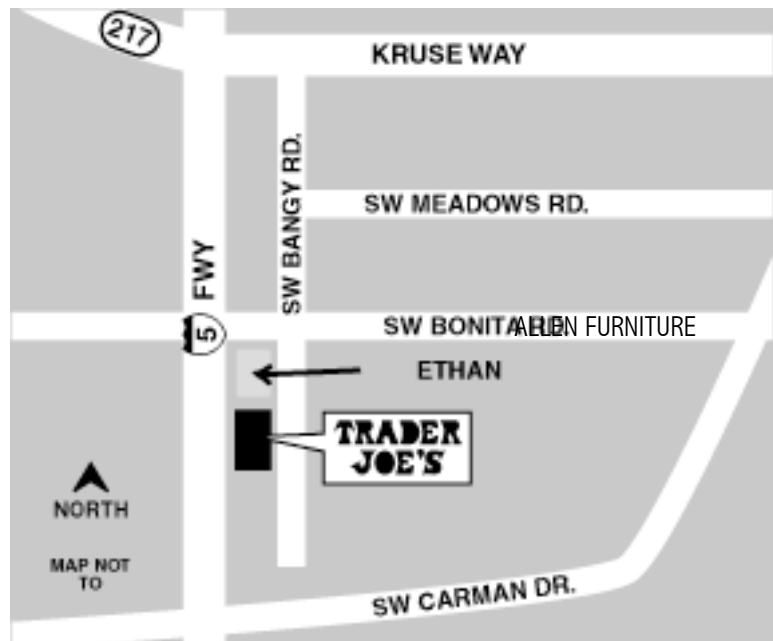 217
KRUSE WAY
SW BANGY RD.
SW MEADOWS RD.
FWY
5
SW BONITA RD.
ALLEN FURNITURE
ETHAN
TRADER
JOE'S
NORTH
MAP NOT
TO
SW CARMAN DR.